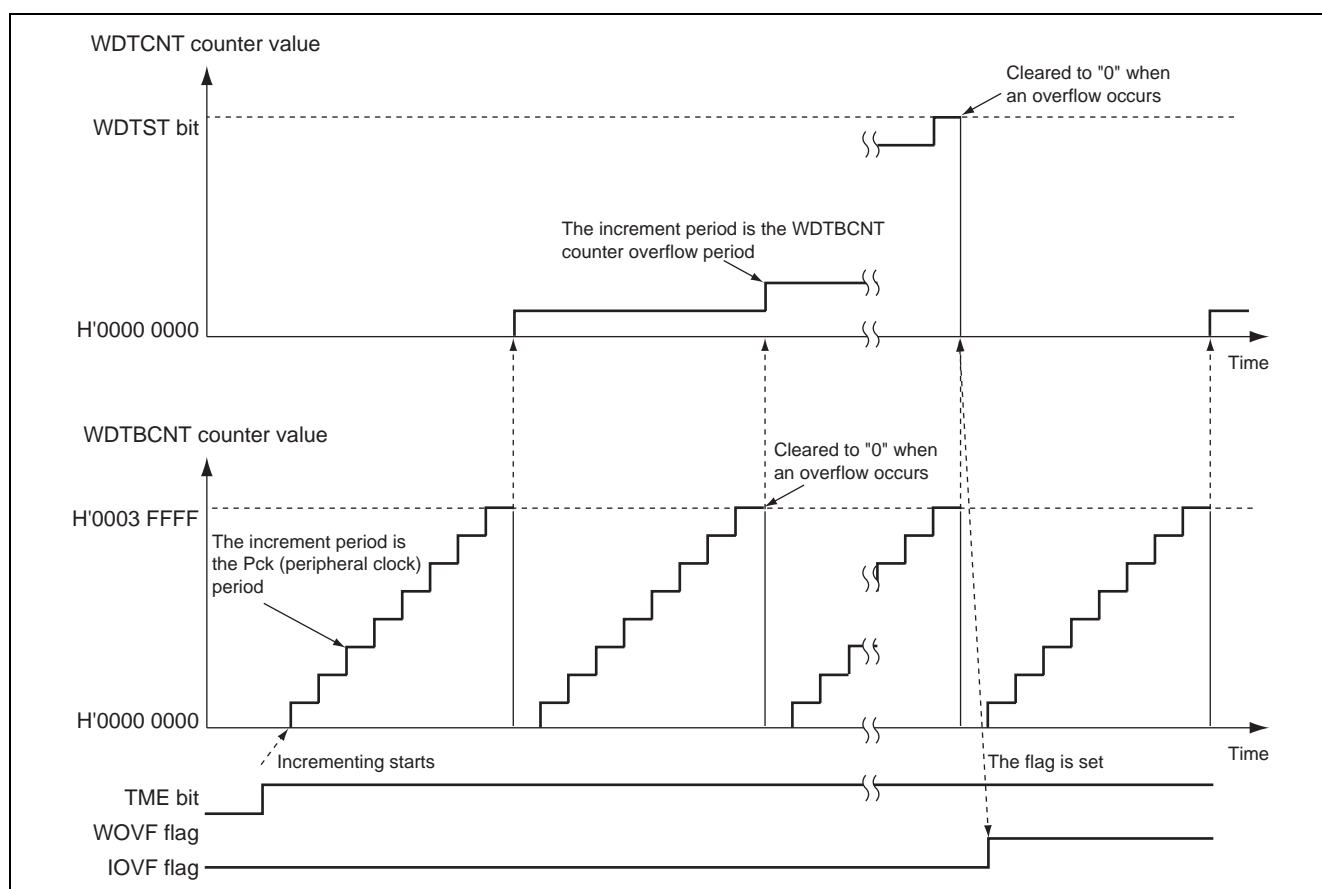 WDTCNT counter value
Cleared to "0" when
an overflow occurs
WDTST bit
The increment period is the WDTBCNT
counter overflow period
H'0000 0000
Time
WDTBCNT counter value
Cleared to "0" when
an overflow occurs
H'0003 FFFF
The increment period is
the Pck (peripheral clock)
period
H'0000 0000
Time
Incrementing starts
The flag is set
TME bit
WOVF flag
IOVF flag